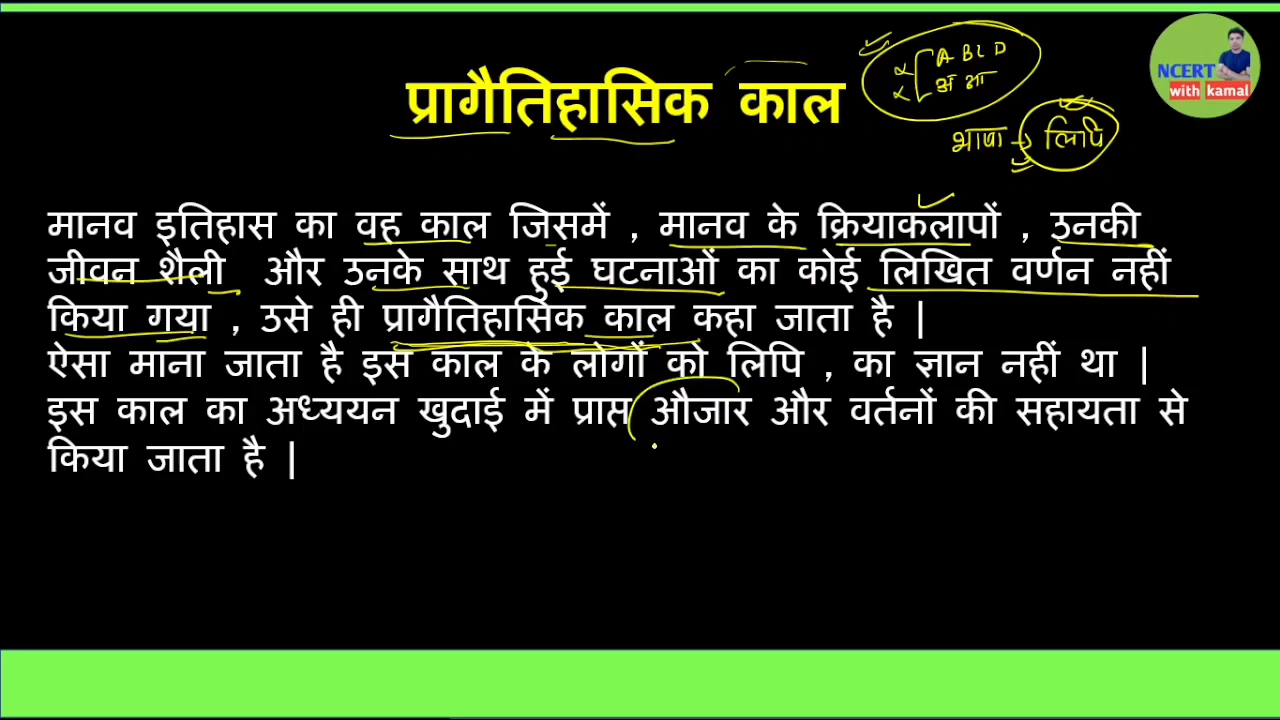 प्रागैतिहासिक काल
A B C D
अ आ
भाषा → लिपि
NCERT
with kamal
मानव इतिहास का वह काल जिसमें , मानव के क्रियाकलापों , उनकी
जीवन शैली और उनके साथ हुई घटनाओं का कोई लिखित वर्णन नहीं
किया गया , उसे ही प्रागैतिहासिक काल कहा जाता है |
ऐसा माना जाता है इस काल के लोगों को लिपि , का ज्ञान नहीं था |
इस काल का अध्ययन खुदाई में प्राप्त औजार और वर्तनों की सहायता से
किया जाता है |